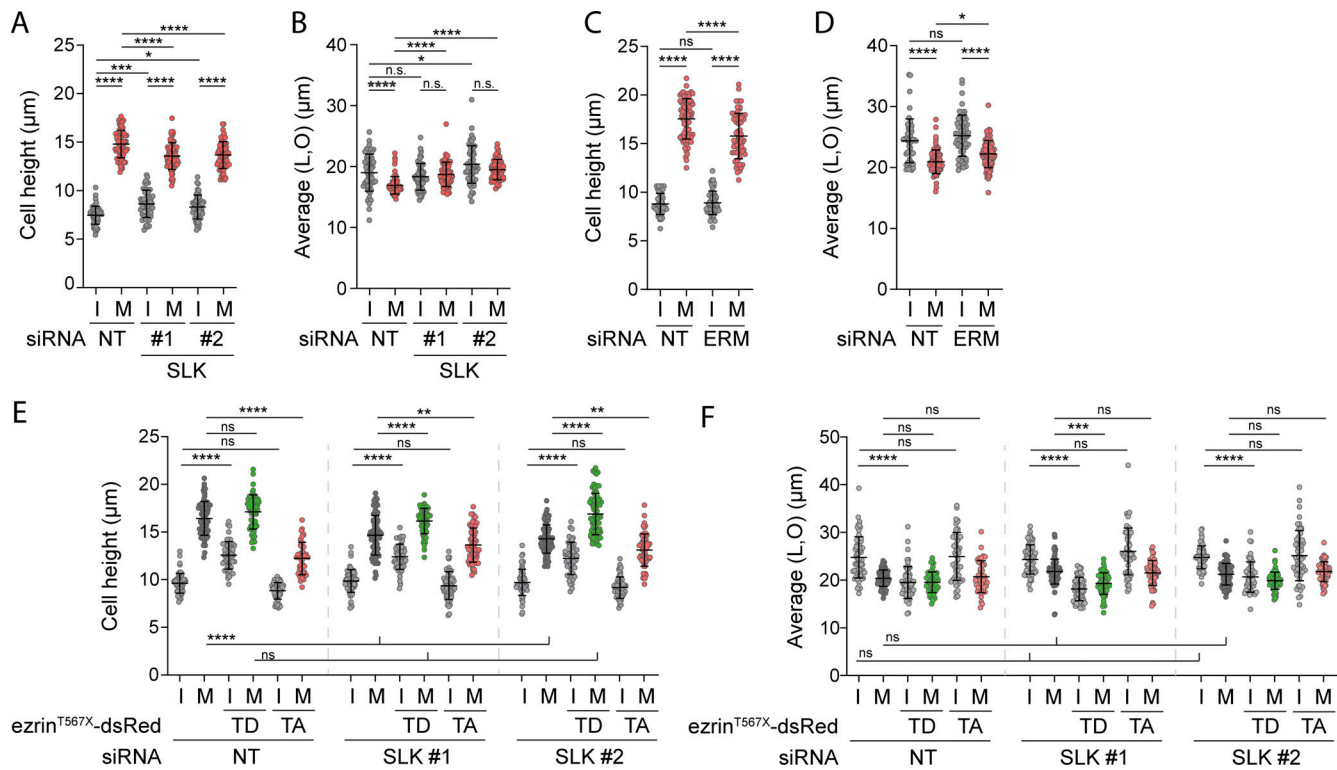 A
25
20
15
10
5
0
Cell height (µm)
****
****
*
***
**** **** ****
I M I M I M
siRNA NT #1 #2
SLK
B
40
30
20
10
0
Average (L,O) (µm)
****
****
*
n.s.
**** n.s. n.s.
I M I M I M
siRNA NT #1 #2
SLK
C
25
20
15
10
5
0
Cell height (µm)
****
ns
**** ****
I M I M
siRNA NT ERM
D
40
30
20
10
0
Average (L,O) (µm)
*
ns
**** ****
I M I M
siRNA NT ERM
E
25
20
15
10
5
0
Cell height (µm)
**** ** **
ns **** ****
ns ns ns
**** **** ****
****
ns
I M I M I M I M I M I M I M I M I M
ezrinT567X-dsRed TD TA TD TA TD TA
siRNA NT SLK #1 SLK #2
F
50
40
30
20
10
0
Average (L,O) (µm)
ns ns ns
ns *** ns
ns ns ns
**** **** ****
ns
ns
I M I M I M I M I M I M I M I M I M
ezrinT567X-dsRed TD TA TD TA TD TA
siRNA NT SLK #1 SLK #2